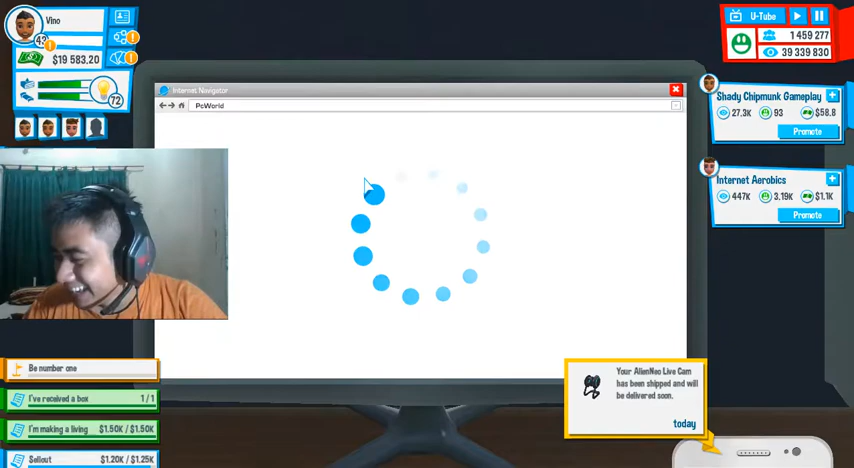 Vino
43
$19 583,20
72
U-Tube
1 459 277
39 339 830
Internet Navigator
PcWorld
Shady Chipmunk Gameplay
27.3K 93 $58.8
Promote
Internet Aerobics
447K 3.19K $1.1K
Promote
Be number one
I've received a box 1 / 1
I'm making a living $1.50K / $1.50K
Sellout $1.20K / $1.25K
Your AlienNeo Live Cam
has been shipped and will
be delivered soon.
today